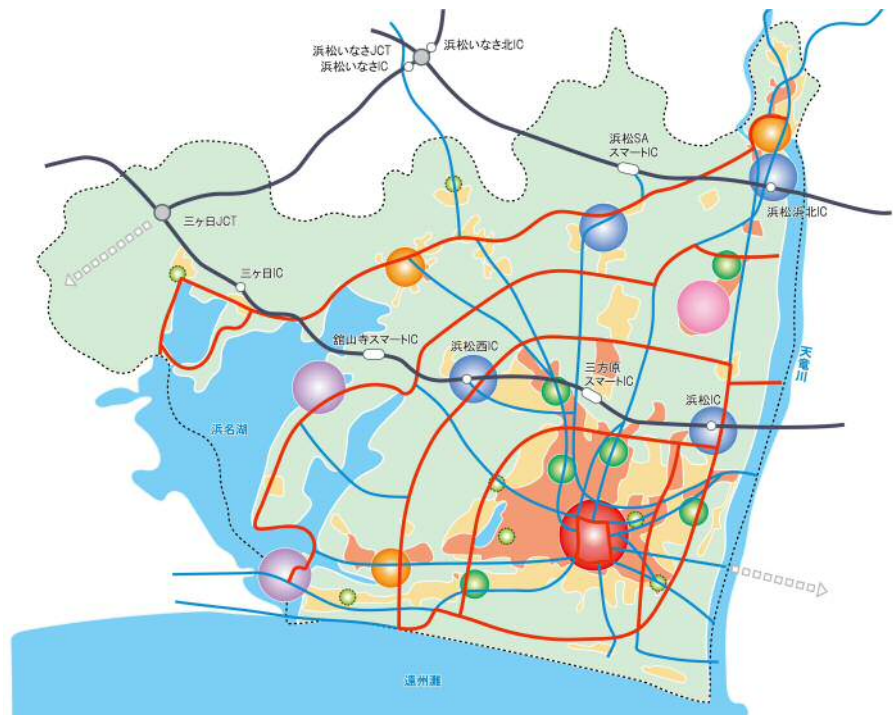 浜松いなさ北IC
浜松いなさJCT
浜松いなさIC
浜松SA
スマートIC
浜松浜北IC
三ヶ日JCT
三ヶ日IC
舘山寺スマートIC
浜松西IC
三方原
スマートIC
浜松IC
天竜川
浜名湖
遠州灘